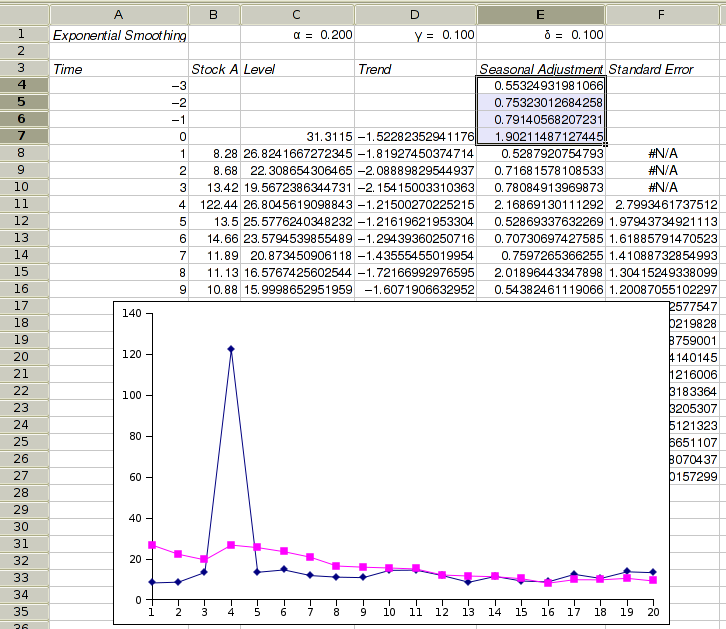 A B C D E F
1 Exponential Smoothing α = 0.200 γ = 0.100 δ = 0.100
2
3 Time Stock A Level Trend Seasonal Adjustment Standard Error
4 −3 0.55324931981066
5 −2 0.75323012684258
6 −1 0.79140568207231
7 0 31.3115 −1.52282352941176 1.90211487127445
8 1 8.28 26.8241667272345 −1.81927450374714 0.5287920754793 #N/A
9 2 8.68 22.308654306465 −2.08889829544937 0.71681578108533 #N/A
10 3 13.42 19.5672386344731 −2.15415003310363 0.78084913969873 #N/A
11 4 122.44 26.8045619098843 −1.21500270225215 2.16869130111292 2.7993461737512
12 5 13.5 25.5776240348232 −1.21619621953304 0.52869337632269 1.97943734921113
13 6 14.66 23.5794539855489 −1.29439360250716 0.70730697427585 1.61885791470523
14 7 11.89 20.873450906118 −1.43555455019954 0.7597265366255 1.41088732854993
15 8 11.13 16.5767425602544 −1.72166992976595 2.01896443347898 1.30415249338099
16 9 10.88 15.9998652951959 −1.6071906632952 0.54382461119066 1.20087055102297
17 2577547
18 0219828
19 8759001
20 4140145
21 1216006
22 3183364
23 3205307
24 5121323
25 6651107
26 3070437
27 0157299
28
29
30
31
32
33
34
35
36
140
120
100
80
60
40
20
0
1 2 3 4 5 6 7 8 9 10 11 12 13 14 15 16 17 18 19 20